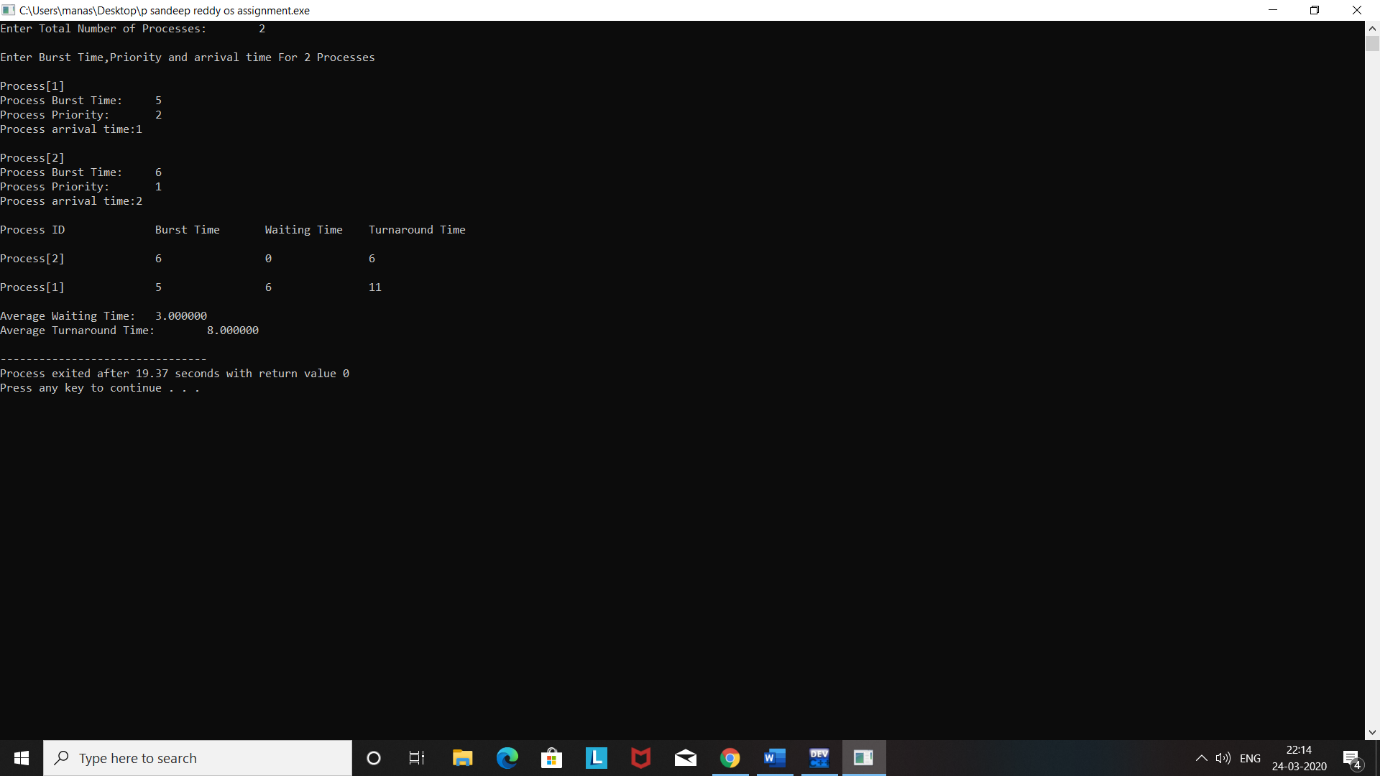 C:\Users\manas\Desktop\p sandeep reddy os assignment.exe
Enter Total Number of Processes: 2
Enter Burst Time,Priority and arrival time For 2 Processes
Process[1]
Process Burst Time: 5
Process Priority: 2
Process arrival time:1
Process[2]
Process Burst Time: 6
Process Priority: 1
Process arrival time:2
Process ID Burst Time Waiting Time Turnaround Time
Process[2] 6 0 6
Process[1] 5 6 11
Average Waiting Time: 3.000000
Average Turnaround Time: 8.000000
--------------------------------
Process exited after 19.37 seconds with return value 0
Press any key to continue . . .
Type here to search
L
W
DEV
ENG
22:14
24-03-2020
4